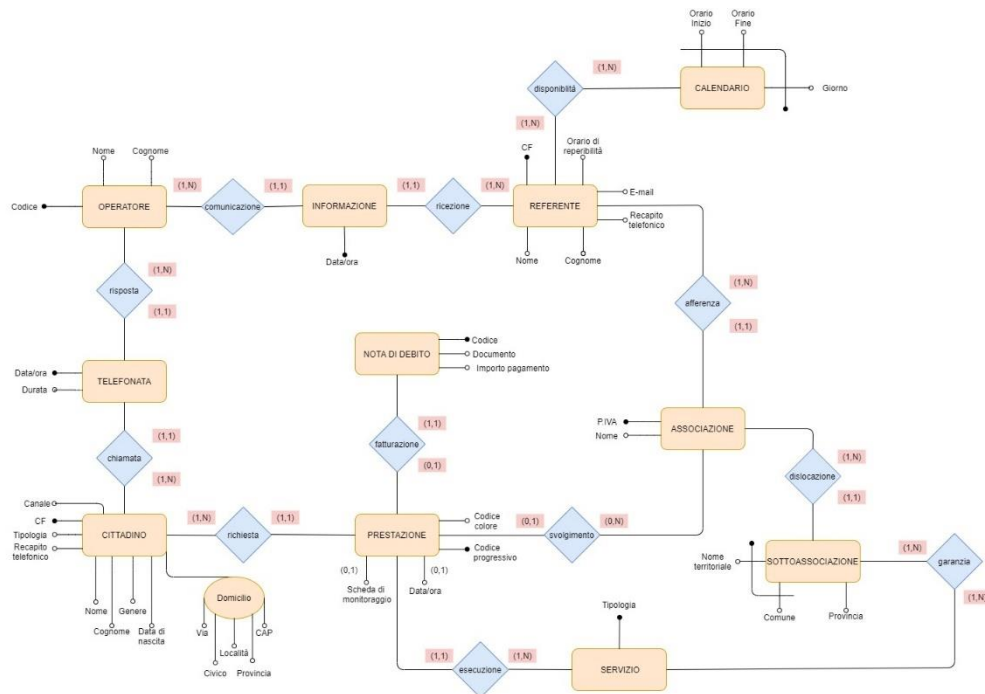 Orario
Inizio
Orario
Fine
(1,N)
disponibiltà
CALENDARIO
Giorno
(1,N)
CF
Orario di
reperibilità
Nome
Cognome
(1,N)
(1,1)
(1,1)
(1,N)
E-mail
Codice
OPERATORE
comunicazione
INFORMAZIONE
ricezione
REFERENTE
Recapito
telefonico
Data/ora
Nome
Cognome
(1,N)
risposta
(1,1)
(1,N)
afferenza
(1,1)
Data/ora
TELEFONATA
Durata
NOTA DI DEBITO
Codice
Documento
Importo pagamento
(1,1)
chiamata
(1,N)
(1,1)
fatturazione
(0,1)
P.IVA
Nome
ASSOCIAZIONE
(1,N)
dislocazione
(1,1)
Canale
CF
Tipologia
Recapito
telefonico
CITTADINO
(1,N)
richiesta
(1,1)
PRESTAZIONE
Codice
colore
Codice
progressivo
(0,1)
svolgimento
(0,N)
Nome
territoriale
SOTTOASSOCIAZIONE
(1,N)
garanzia
(1,N)
(0,1)
Scheda di
monitoraggio
(0,1)
Data/ora
Nome
Cognome
Genere
Data di
nascita
Domicilio
Via
Civico
Località
Provincia
CAP
Comune
Provincia
Tipologia
(1,1)
esecuzione
(1,N)
SERVIZIO